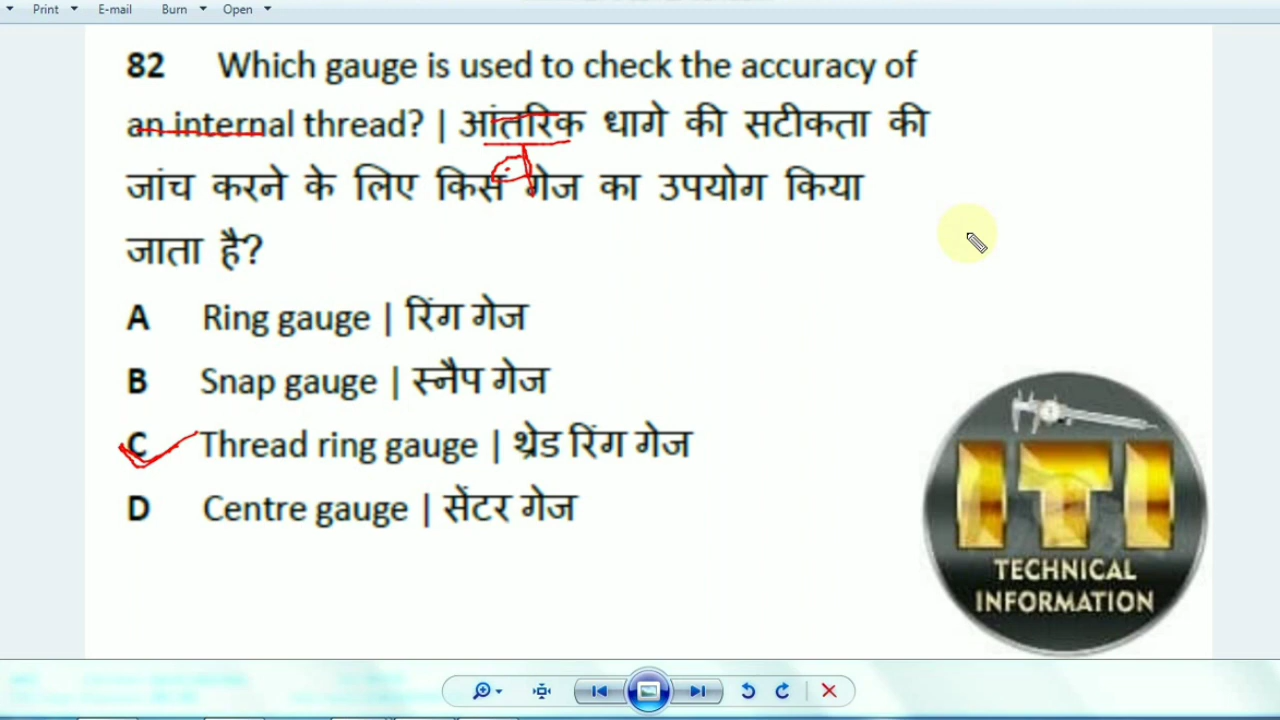 Print E-mail Burn Open
82 Which gauge is used to check the accuracy of
an internal thread? | आंतरिक धागे की सटीकता की
जांच करने के लिए किस गेज का उपयोग किया
जाता है?
A Ring gauge | रिंग गेज
B Snap gauge | स्नैप गेज
C Thread ring gauge | थ्रेड रिंग गेज
D Centre gauge | सेंटर गेज
ITI
TECHNICAL
INFORMATION